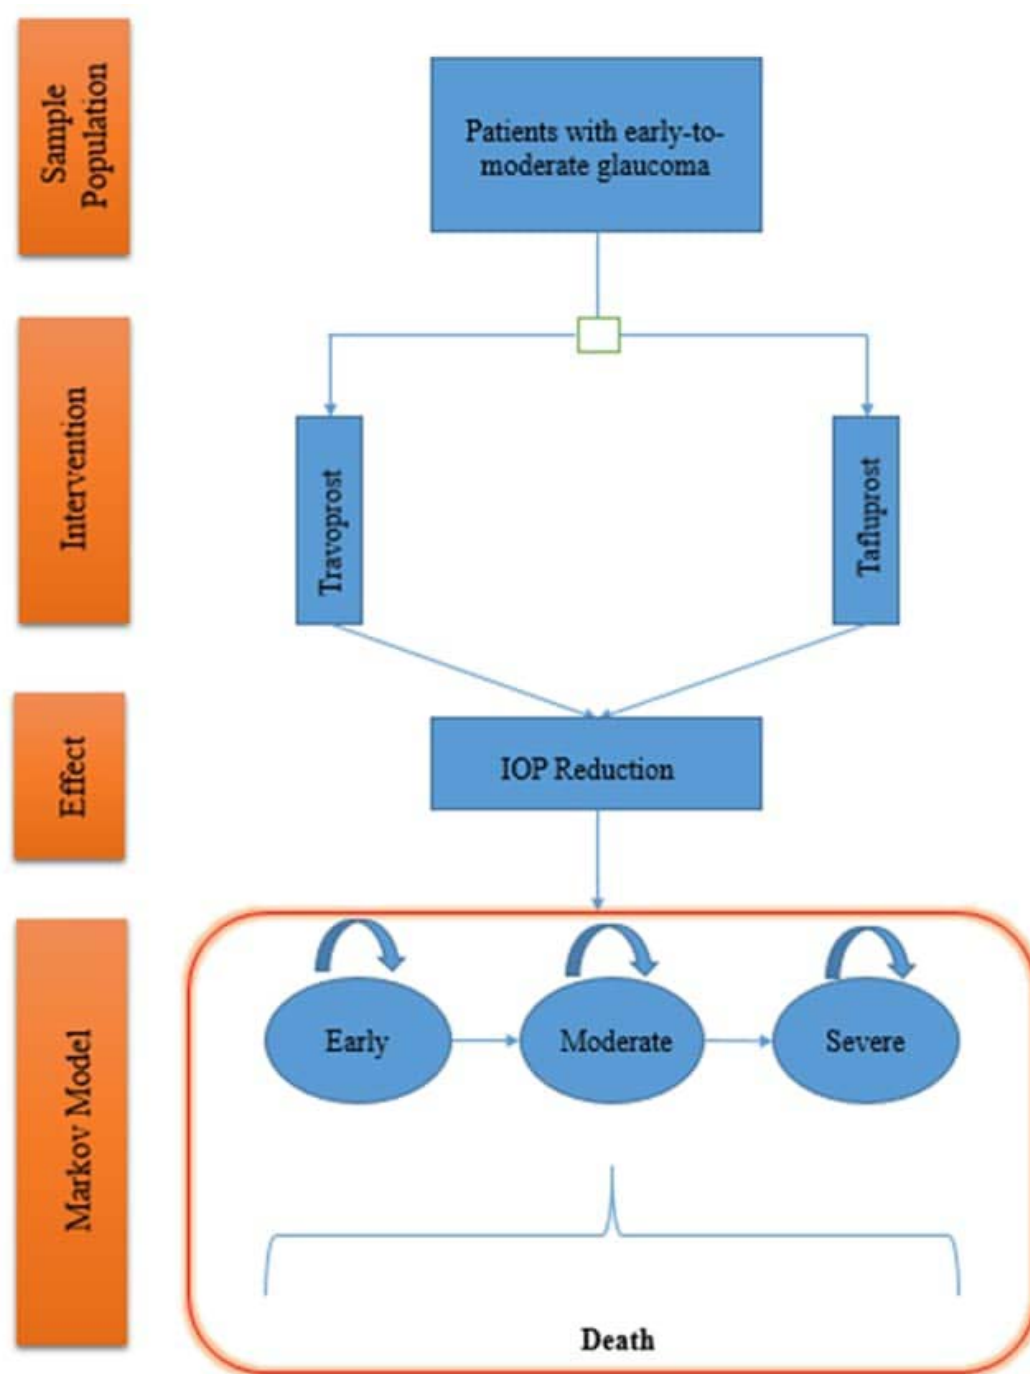 Sample
Population
Patients with early-to-
moderate glaucoma
Intervention
Travoprost
Tafluprost
Effect
IOP Reduction
Markov Model
Early
Moderate
Severe
Death